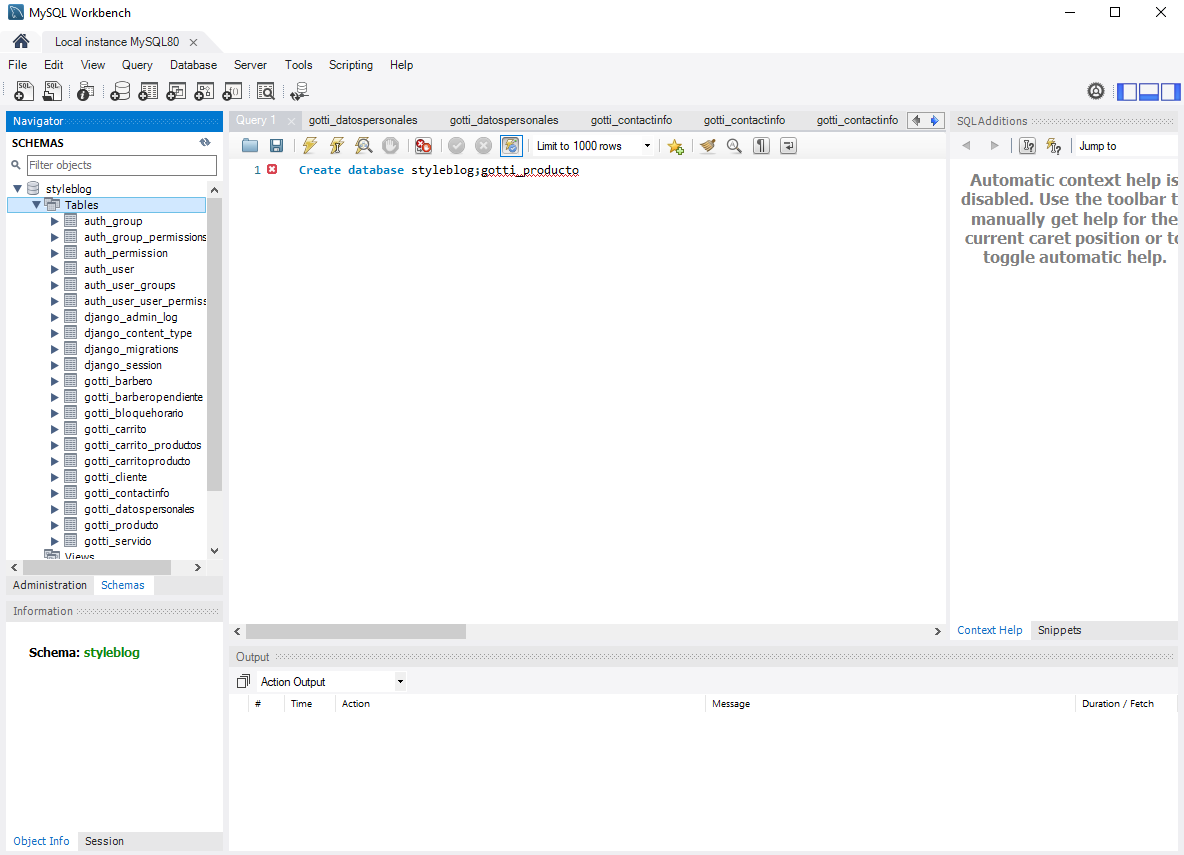 MySQL Workbench
Local instance MySQL80
File Edit View Query Database Server Tools Scripting Help
Navigator
SCHEMAS
Filter objects
styleblog
Tables
auth_group
auth_group_permissions
auth_permission
auth_user
auth_user_groups
auth_user_user_permiss
django_admin_log
django_content_type
django_migrations
django_session
gotti_barbero
gotti_barberopendiente
gotti_bloquehorario
gotti_carrito
gotti_carrito_productos
gotti_carritoproducto
gotti_cliente
gotti_contactinfo
gotti_datospersonales
gotti_producto
gotti_servicio
Views
Administration Schemas
Information
Schema: styleblog
Object Info Session
Query 1 gotti_datospersonales gotti_datospersonales gotti_contactinfo gotti_contactinfo gotti_contactinfo
Limit to 1000 rows
1 Create database styleblog;gotti_producto
SQLAdditions
Jump to
Automatic context help is
disabled. Use the toolbar t
manually get help for the
current caret position or to
toggle automatic help.
Context Help Snippets
Output
Action Output
# Time Action Message Duration / Fetch